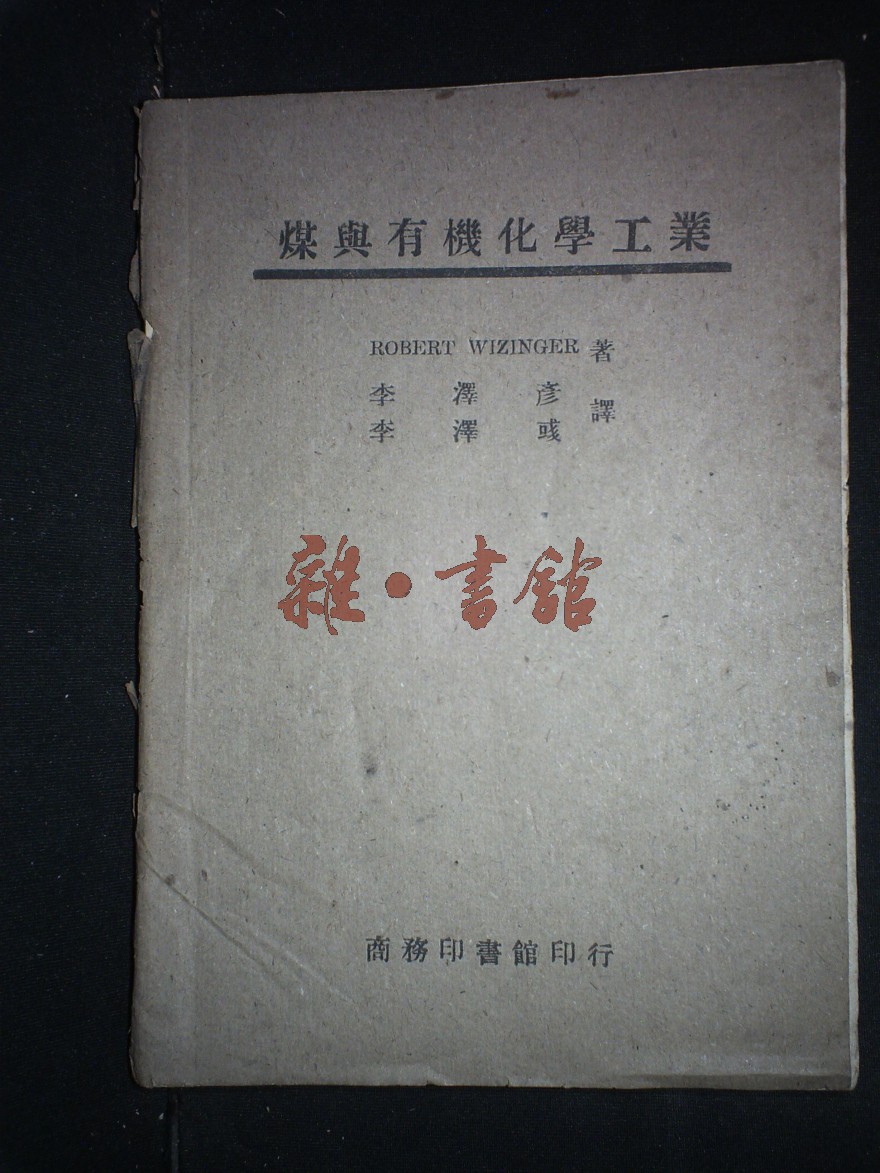 煤與有機化學工業
ROBERT WIZINGER 著
李澤彥
李澤彧 譯
雜·書館
商務印書館印行